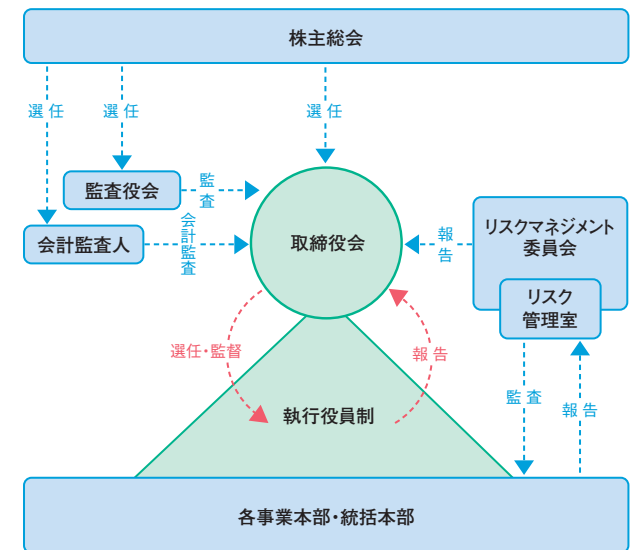 株主総会
選任
選任
選任
監査役会
監査
会計監査人
会計監査
取締役会
報告
リスクマネジメント
委員会
リスク
管理室
選任・監督
報告
執行役員制
監査
報告
各事業本部・統括本部